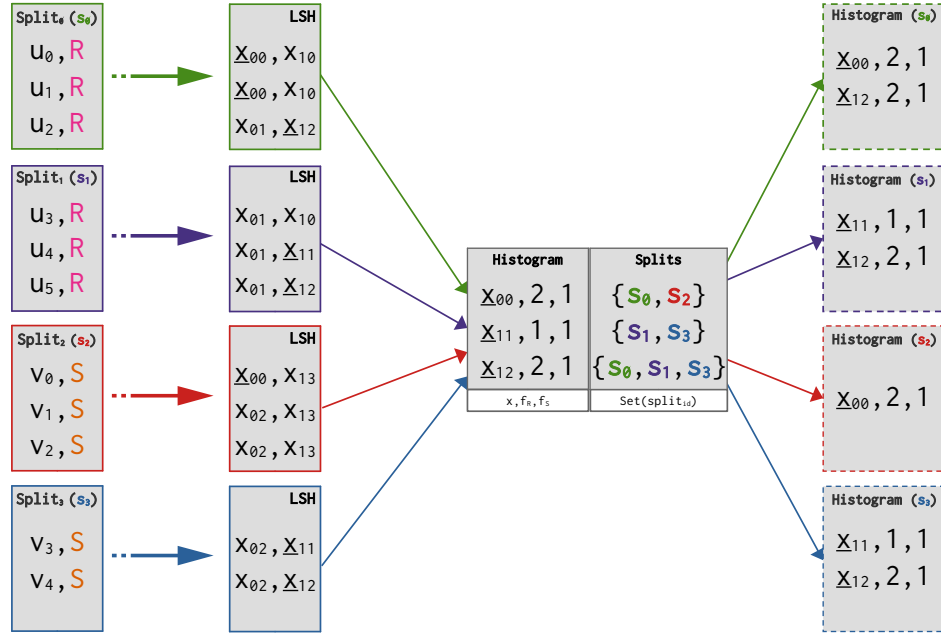 Split₀ (s₀)
u₀, R
u₁, R
u₂, R
LSH
x₀₀, x₁₀
x₀₀, x₁₀
x₀₁, x₁₂
Split₁ (s₁)
u₃, R
u₄, R
u₅, R
LSH
x₀₁, x₁₀
x₀₁, x₁₁
x₀₁, x₁₂
Split₂ (s₂)
v₀, S
v₁, S
v₂, S
LSH
x₀₀, x₁₃
x₀₂, x₁₃
x₀₂, x₁₃
Split₃ (s₃)
v₃, S
v₄, S
LSH
x₀₂, x₁₁
x₀₂, x₁₂
Histogram Splits
x₀₀, 2, 1 {s₀, s₂}
x₁₁, 1, 1 {s₁, s₃}
x₁₂, 2, 1 {s₀, s₁, s₃}
x, f_R, f_S Set(split_id)
Histogram (s₀)
x₀₀, 2, 1
x₁₂, 2, 1
Histogram (s₁)
x₁₁, 1, 1
x₁₂, 2, 1
Histogram (s₂)
x₀₀, 2, 1
Histogram (s₃)
x₁₁, 1, 1
x₁₂, 2, 1